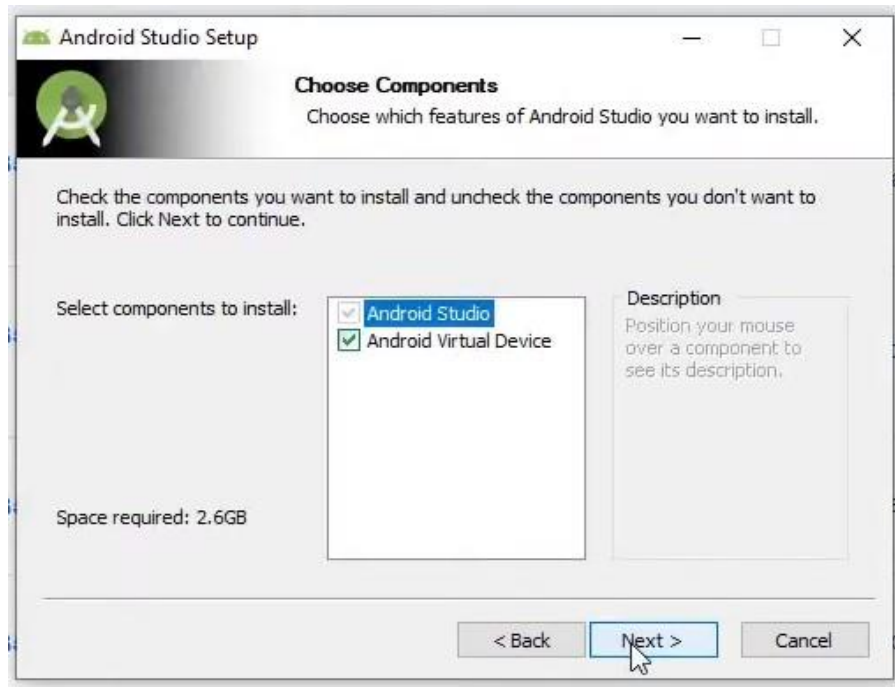 Android Studio Setup
Choose Components
Choose which features of Android Studio you want to install.
Check the components you want to install and uncheck the components you don't want to
install. Click Next to continue.
Select components to install:
Android Studio
Android Virtual Device
Description
Position your mouse
over a component to
see its description.
Space required: 2.6GB
< Back
Next >
Cancel